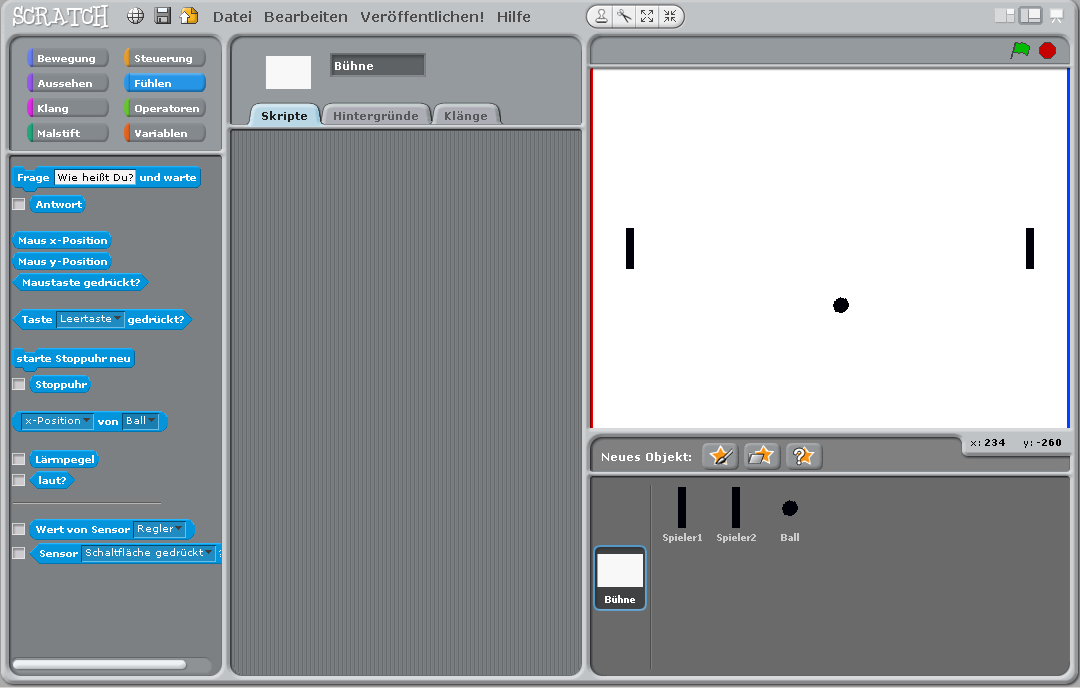 SCRATCH
Datei Bearbeiten Veröffentlichen! Hilfe
Bewegung Steuerung
Aussehen Fühlen
Klang Operatoren
Malstift Variablen
Bühne
Skripte Hintergründe Klänge
Frage Wie heißt Du? und warte
Antwort
Maus x-Position
Maus y-Position
Maustaste gedrückt?
Taste Leertaste gedrückt?
starte Stoppuhr neu
Stoppuhr
x-Position von Ball
Lärmpegel
laut?
Wert von Sensor Regler
Sensor Schaltfläche gedrückt ?
x: 234 y: -260
Neues Objekt:
Spieler1 Spieler2 Ball
Bühne